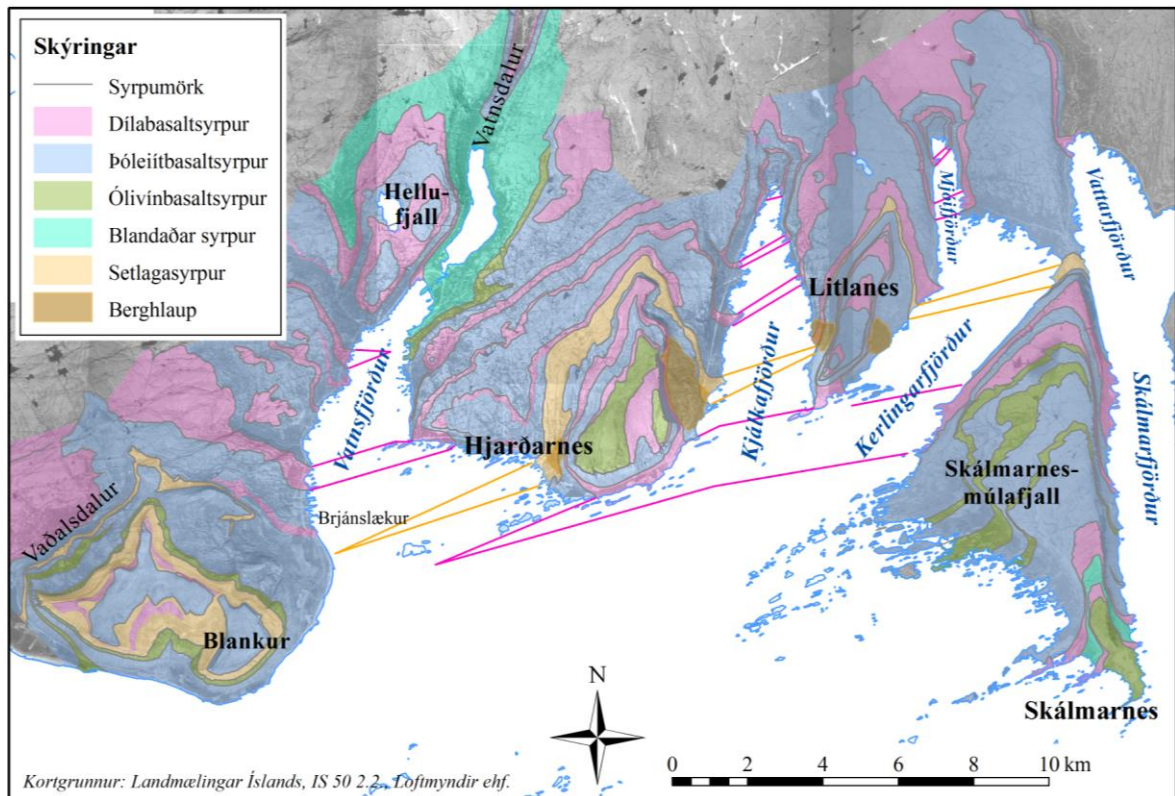 Skýringar
Syrpumörk
Dílabasaltsyrpur
Þóleiítbasaltsyrpur
Ólivínbasaltsyrpur
Blandaðar syrpur
Setlagasyrpur
Berghlaup
Vatnsdalur
Hellu-
fjall
Mjóifjörður
Vattarfjörður
Litlanes
Vatnsfjörður
Kjálkafjörður
Kerlingarfjörður
Skálmarfjörður
Hjarðarnes
Skálmarnes-
múlafjall
Vaðalsdalur
Brjánslækur
Blankur
N
Skálmarnes
0 2 4 6 8 10 km
Kortgrunnur: Landmælingar Íslands, IS 50 2.2., Loftmyndir ehf.